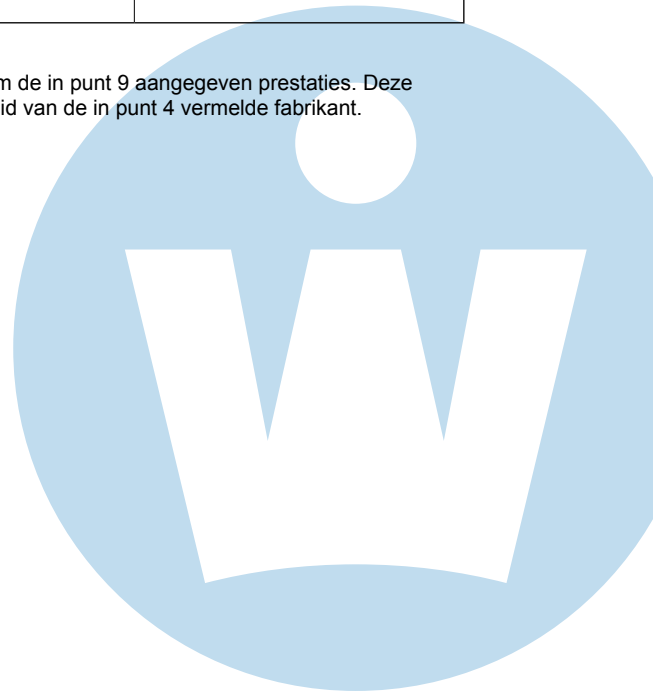 m de in punt 9 aangegeven prestaties. Deze
id van de in punt 4 vermelde fabrikant.